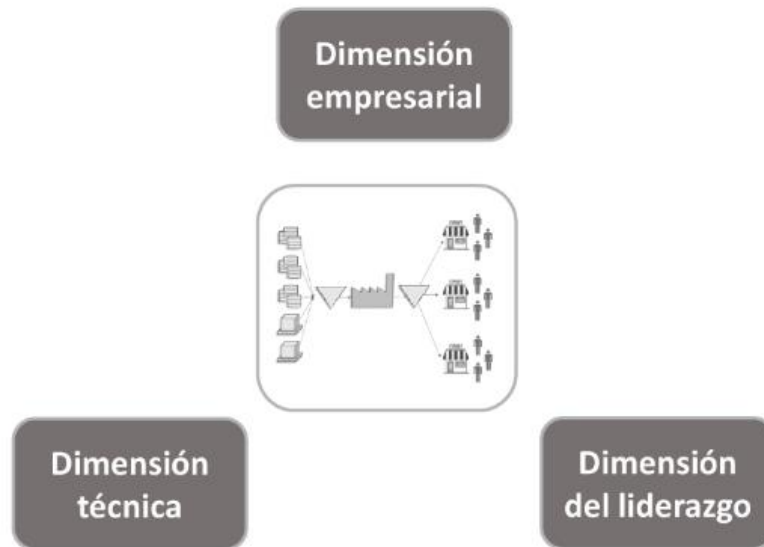 Dimensión
empresarial
Dimensión
técnica
Dimensión
del liderazgo